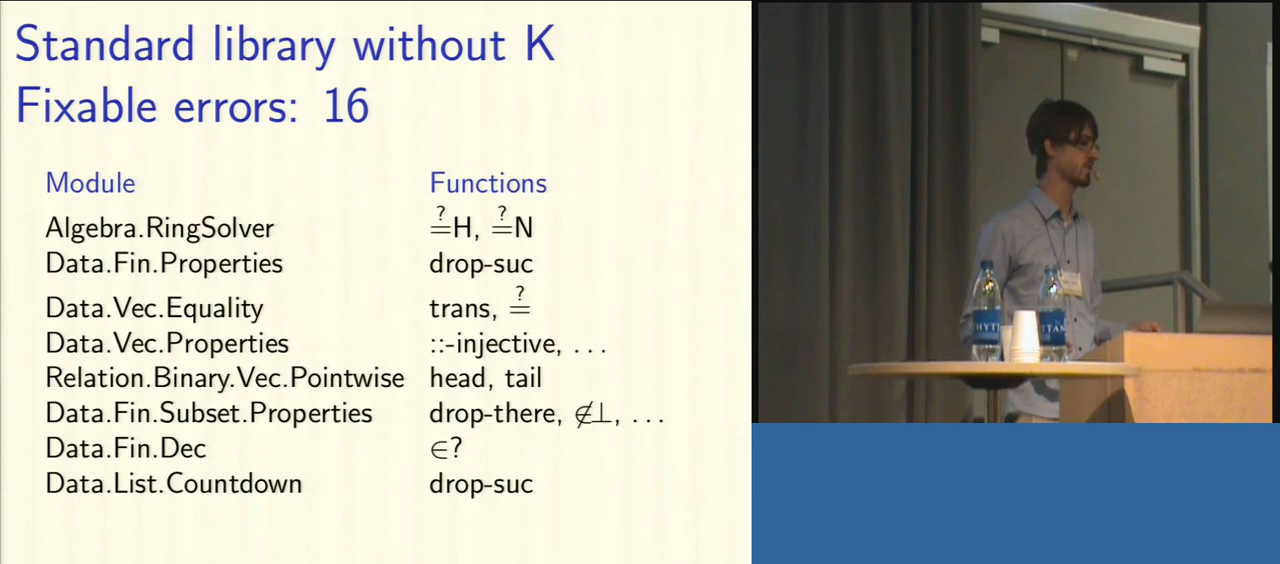 Standard library without K
Fixable errors: 16
Module Functions
Algebra.RingSolver ≟H, ≟N
Data.Fin.Properties drop-suc
Data.Vec.Equality trans, ≟
Data.Vec.Properties ::-injective, ...
Relation.Binary.Vec.Pointwise head, tail
Data.Fin.Subset.Properties drop-there, ∉⊥, ...
Data.Fin.Dec ∈?
Data.List.Countdown drop-suc